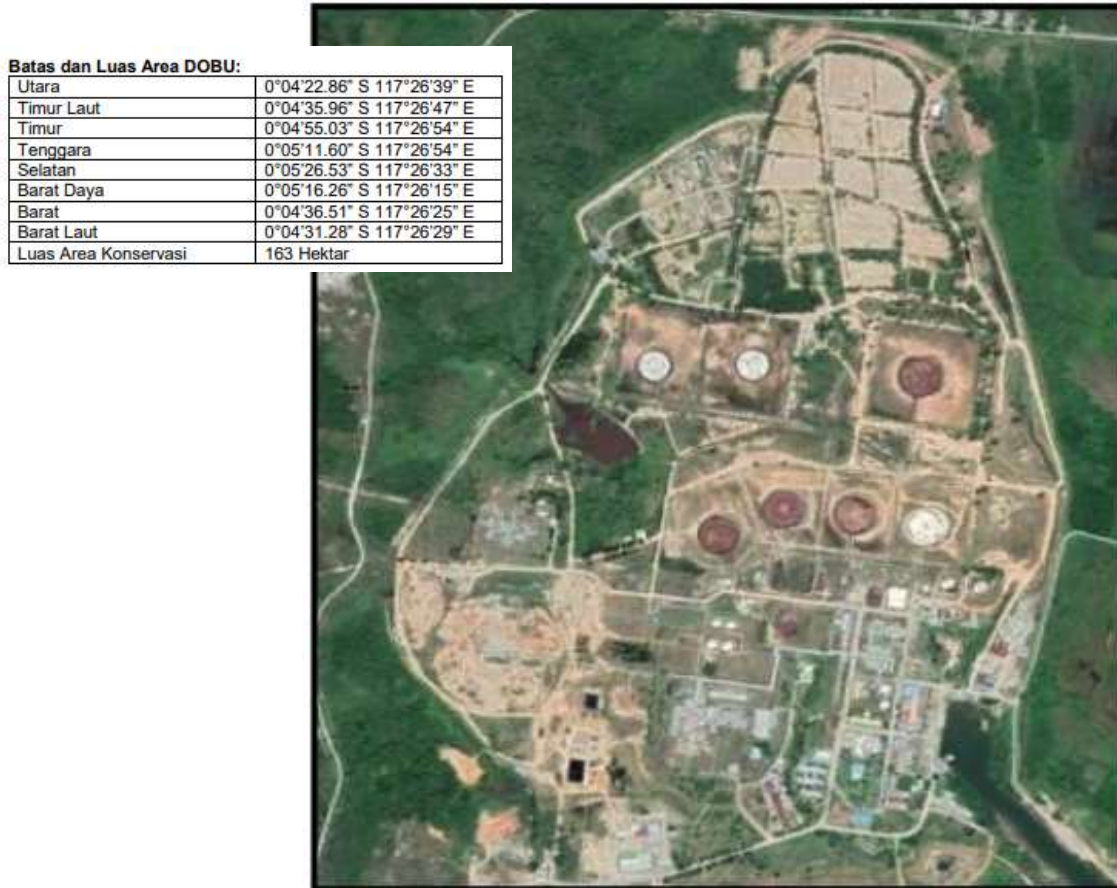 Batas dan Luas Area DOBU:
Utara 0°04'22.86" S 117°26'39" E
Timur Laut 0°04'35.96" S 117°26'47" E
Timur 0°04'55.03" S 117°26'54" E
Tenggara 0°05'11.60" S 117°26'54" E
Selatan 0°05'26.53" S 117°26'33" E
Barat Daya 0°05'16.26" S 117°26'15" E
Barat 0°04'36.51" S 117°26'25" E
Barat Laut 0°04'31.28" S 117°26'29" E
Luas Area Konservasi 163 Hektar